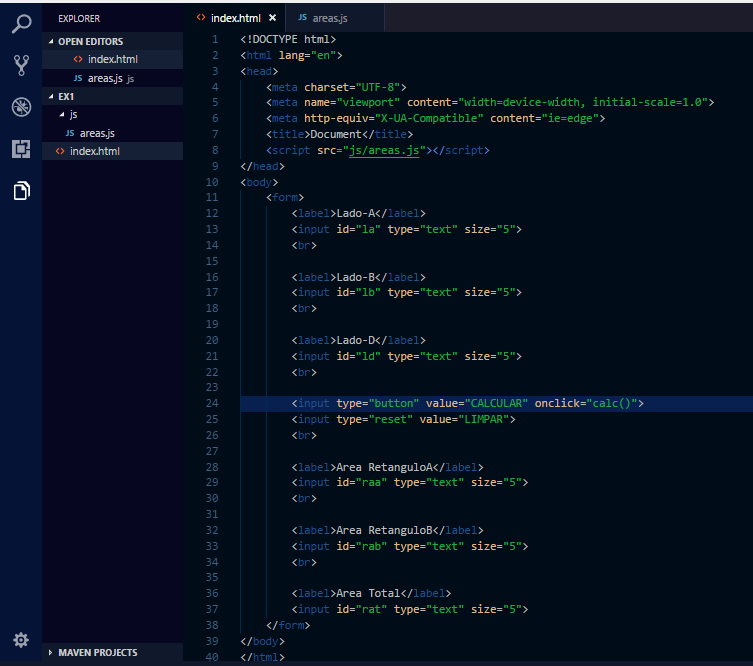 EXPLORER
OPEN EDITORS
<> index.html
JS areas.js js
EX1
js
JS areas.js
<> index.html
MAVEN PROJECTS
<> index.html ×
JS areas.js
1 <!DOCTYPE html>
2 <html lang="en">
3 <head>
4 <meta charset="UTF-8">
5 <meta name="viewport" content="width=device-width, initial-scale=1.0">
6 <meta http-equiv="X-UA-Compatible" content="ie=edge">
7 <title>Document</title>
8 <script src="js/areas.js"></script>
9 </head>
10 <body>
11 <form>
12 <label>Lado-A</label>
13 <input id="la" type="text" size="5">
14 <br>
15
16 <label>Lado-B</label>
17 <input id="lb" type="text" size="5">
18 <br>
19
20 <label>Lado-D</label>
21 <input id="ld" type="text" size="5">
22 <br>
23
24 <input type="button" value="CALCULAR" onclick="calc()">
25 <input type="reset" value="LIMPAR">
26 <br>
27
28 <label>Area RetanguloA</label>
29 <input id="raa" type="text" size="5">
30 <br>
31
32 <label>Area RetanguloB</label>
33 <input id="rab" type="text" size="5">
34 <br>
35
36 <label>Area Total</label>
37 <input id="rat" type="text" size="5">
38 </form>
39 </body>
40 </html>